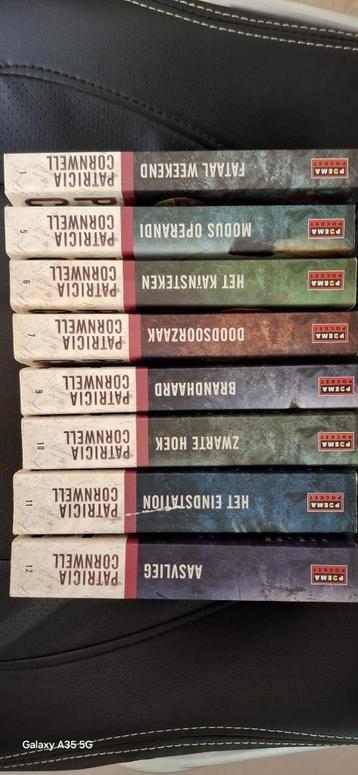 1
PATRICIA
CORNWELL
FATAAL WEEKEND
POEMA
POCKET
5
PATRICIA
CORNWELL
MODUS OPERANDI
POEMA
POCKET
6
PATRICIA
CORNWELL
HET KAÏNSTEKEN
POEMA
POCKET
7
PATRICIA
CORNWELL
DOODSOORZAAK
POEMA
POCKET
9
PATRICIA
CORNWELL
BRANDHAARD
POEMA
POCKET
10
PATRICIA
CORNWELL
ZWARTE HOEK
POEMA
POCKET
11
PATRICIA
CORNWELL
HET EINDSTATION
POEMA
POCKET
12
PATRICIA
CORNWELL
AASVLIEG
POEMA
POCKET
Galaxy A35 5G